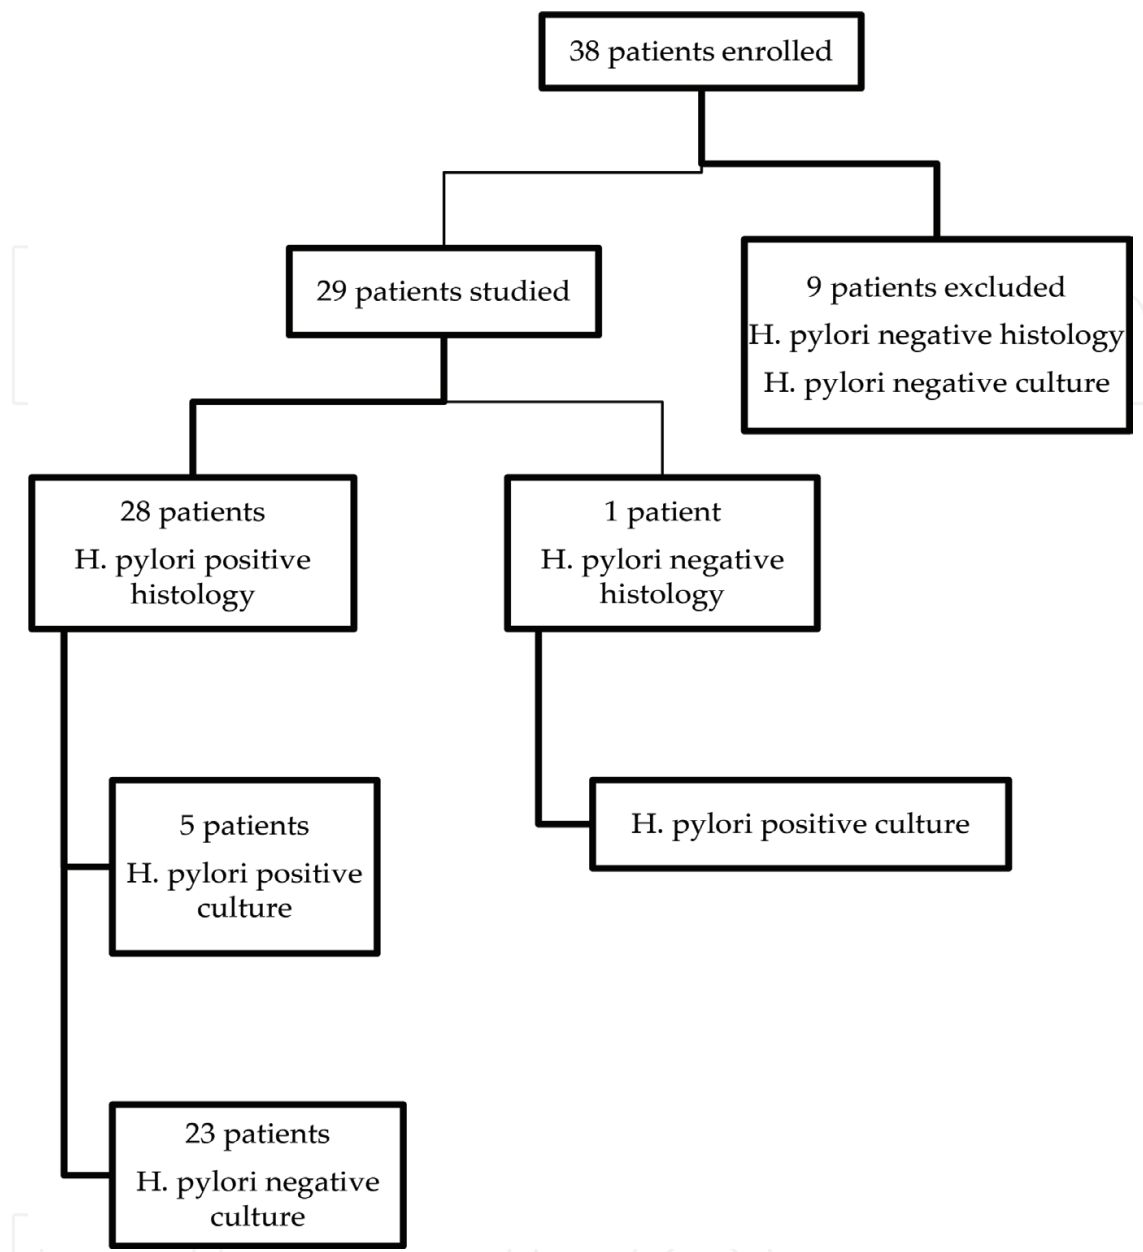 38 patients enrolled
29 patients studied
9 patients excluded
H. pylori negative histology
H. pylori negative culture
28 patients
H. pylori positive
histology
1 patient
H. pylori negative
histology
5 patients
H. pylori positive
culture
H. pylori positive culture
23 patients
H. pylori negative
culture